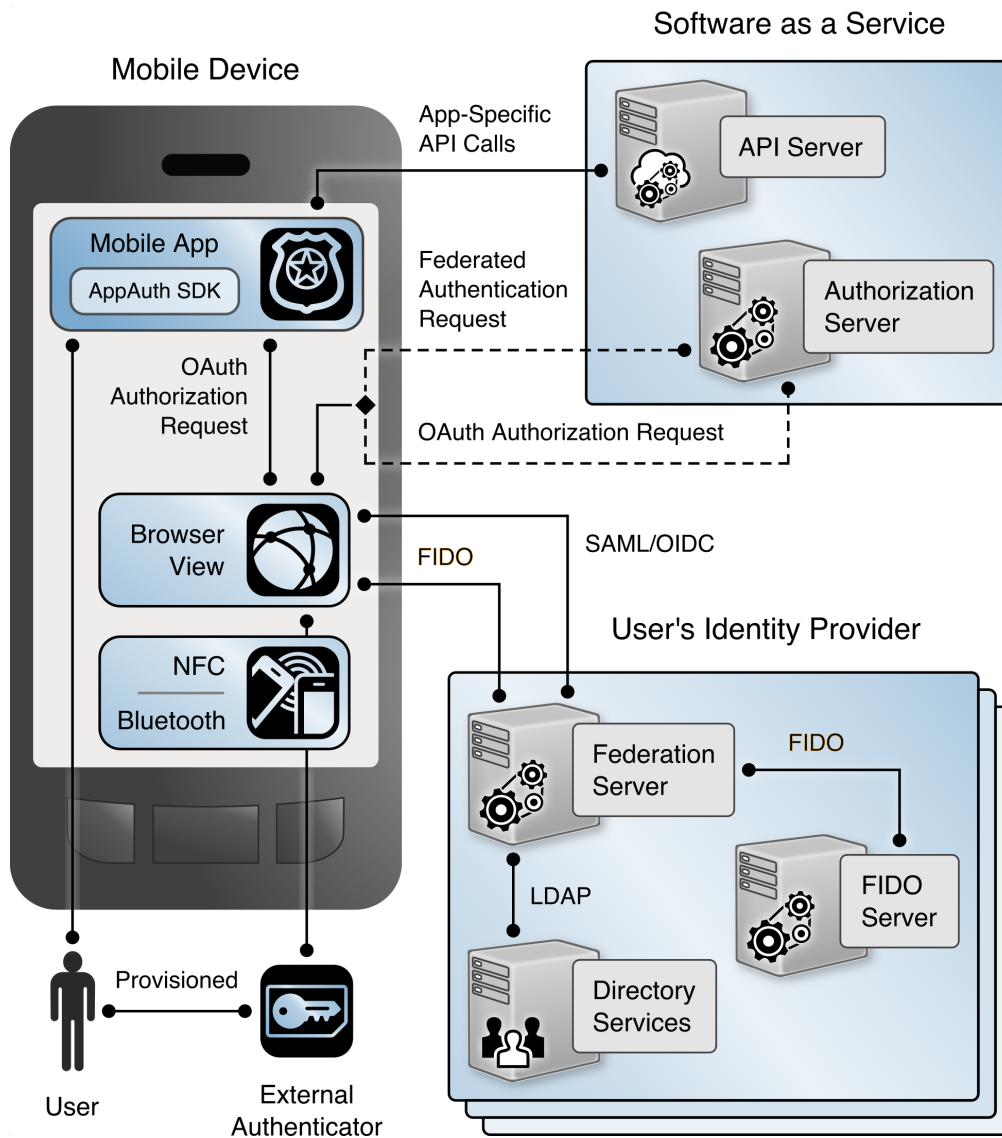 Software as a Service
Mobile Device
App-Specific
API Calls
API Server
Mobile App
AppAuth SDK
Federated
Authentication
Request
Authorization
Server
OAuth
Authorization
Request
OAuth Authorization Request
Browser
View
FIDO
SAML/OIDC
User's Identity Provider
NFC
Bluetooth
Federation
Server
FIDO
LDAP
FIDO
Server
Directory
Services
Provisioned
User
External
Authenticator